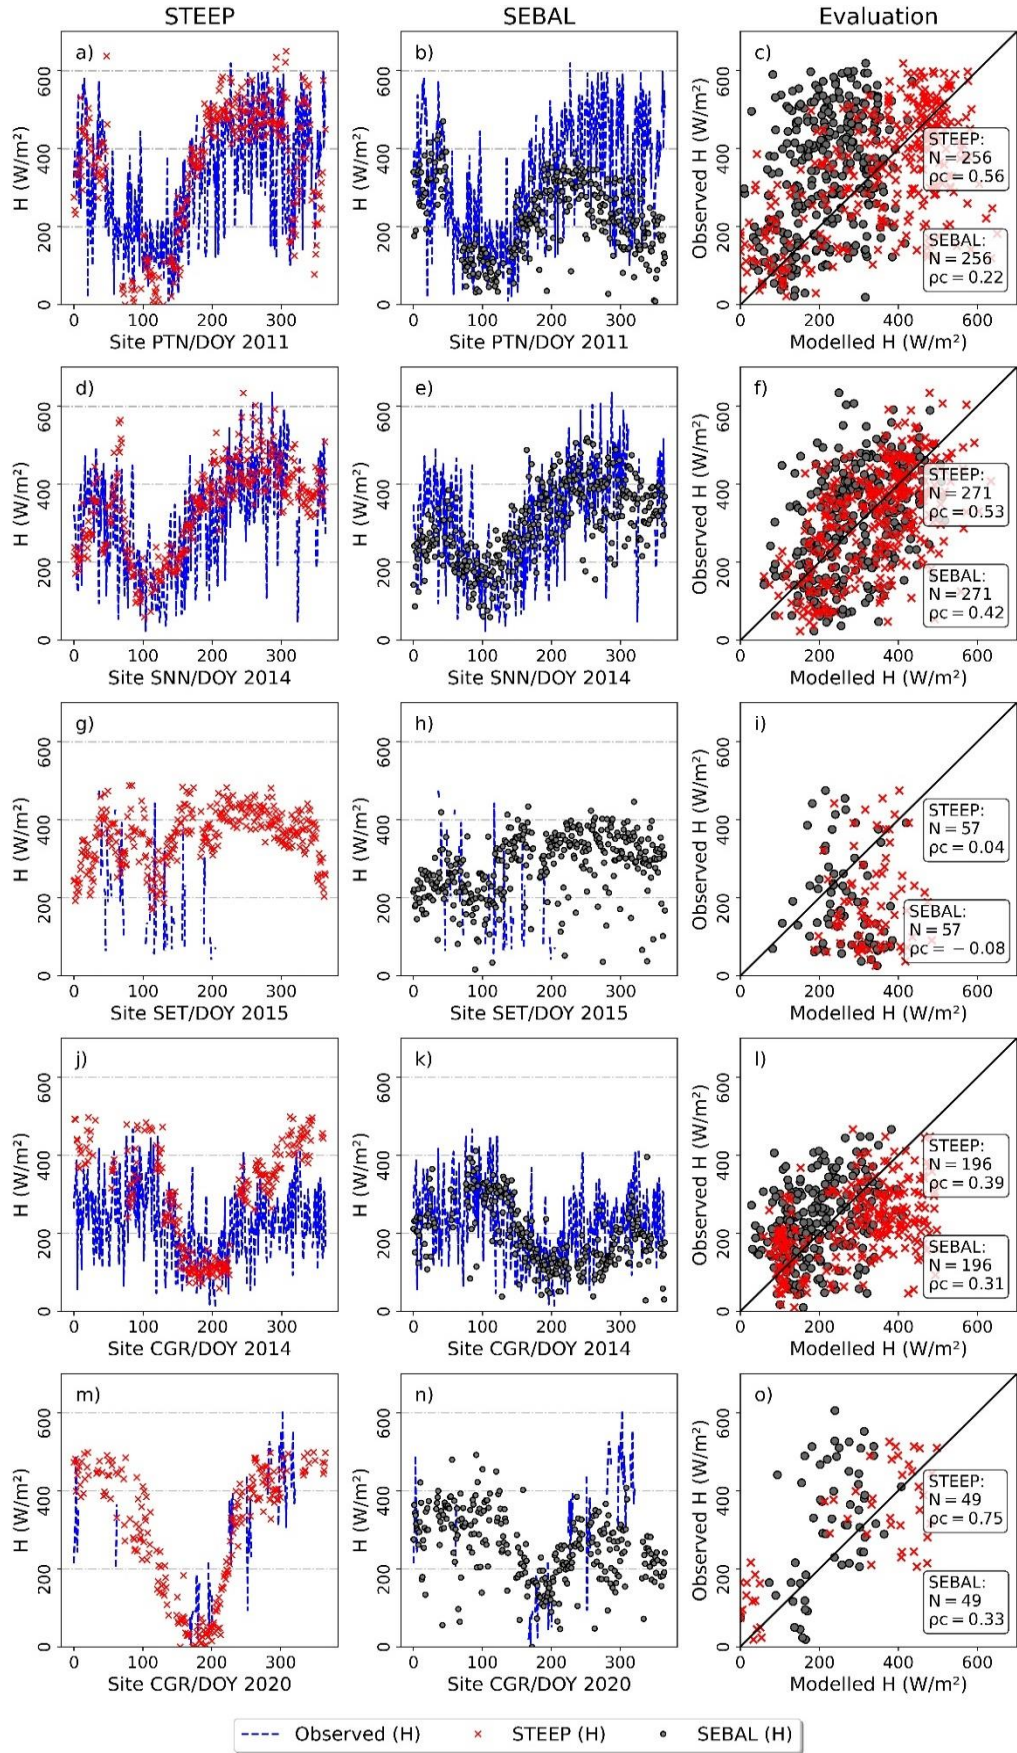 STEEP SEBAL Evaluation
a) b) c)
H (W/m²) H (W/m²) Observed H (W/m²)
0 200 400 600 0 200 400 600 0 200 400 600
STEEP:
N = 256
ρc = 0.56
SEBAL:
N = 256
ρc = 0.22
0 100 200 300 0 100 200 300 0 200 400 600
Site PTN/DOY 2011 Site PTN/DOY 2011 Modelled H (W/m²)
d) e) f)
H (W/m²) H (W/m²) Observed H (W/m²)
0 200 400 600 0 200 400 600 0 200 400 600
STEEP:
N = 271
ρc = 0.53
SEBAL:
N = 271
ρc = 0.42
0 100 200 300 0 100 200 300 0 200 400 600
Site SNN/DOY 2014 Site SNN/DOY 2014 Modelled H (W/m²)
g) h) i)
H (W/m²) H (W/m²) Observed H (W/m²)
0 200 400 600 0 200 400 600 0 200 400 600
STEEP:
N = 57
ρc = 0.04
SEBAL:
N = 57
ρc = − 0.08
0 100 200 300 0 100 200 300 0 200 400 600
Site SET/DOY 2015 Site SET/DOY 2015 Modelled H (W/m²)
j) k) l)
H (W/m²) H (W/m²) Observed H (W/m²)
0 200 400 600 0 200 400 600 0 200 400 600
STEEP:
N = 196
ρc = 0.39
SEBAL:
N = 196
ρc = 0.31
0 100 200 300 0 100 200 300 0 200 400 600
Site CGR/DOY 2014 Site CGR/DOY 2014 Modelled H (W/m²)
m) n) o)
H (W/m²) H (W/m²) Observed H (W/m²)
0 200 400 600 0 200 400 600 0 200 400 600
STEEP:
N = 49
ρc = 0.75
SEBAL:
N = 49
ρc = 0.33
0 100 200 300 0 100 200 300 0 200 400 600
Site CGR/DOY 2020 Site CGR/DOY 2020 Modelled H (W/m²)
Observed (H) STEEP (H) SEBAL (H)